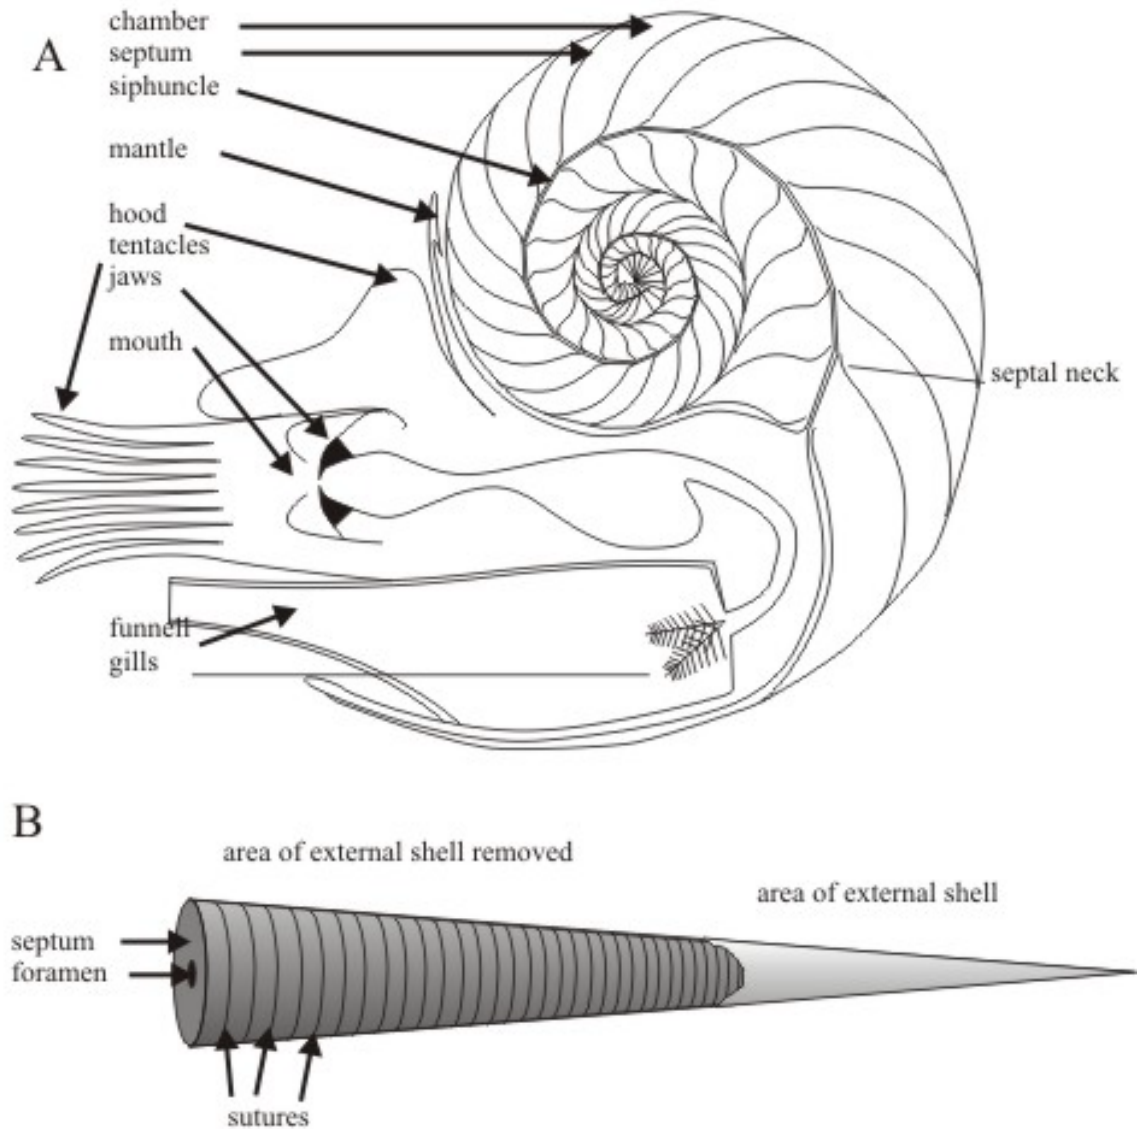 A
chamber
septum
siphuncle
mantle
hood
tentacles
jaws
mouth
septal neck
funnell
gills
B
area of external shell removed
area of external shell
septum
foramen
sutures